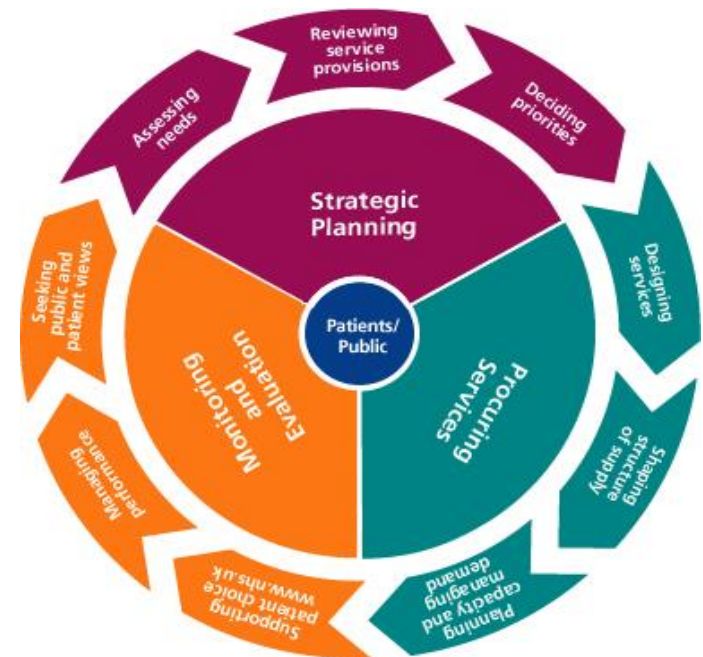 Reviewing
service
provisions
Deciding
priorities
Designing
services
Shaping
structure
of supply
Planning
capacity and
managing
demand
Supporting
patient choice
www.nhs.uk
Managing
performance
Seeking
public and
patient views
Assessing
needs
Strategic
Planning
Procuring
Services
Monitoring
and
Evaluation
Patients/
Public